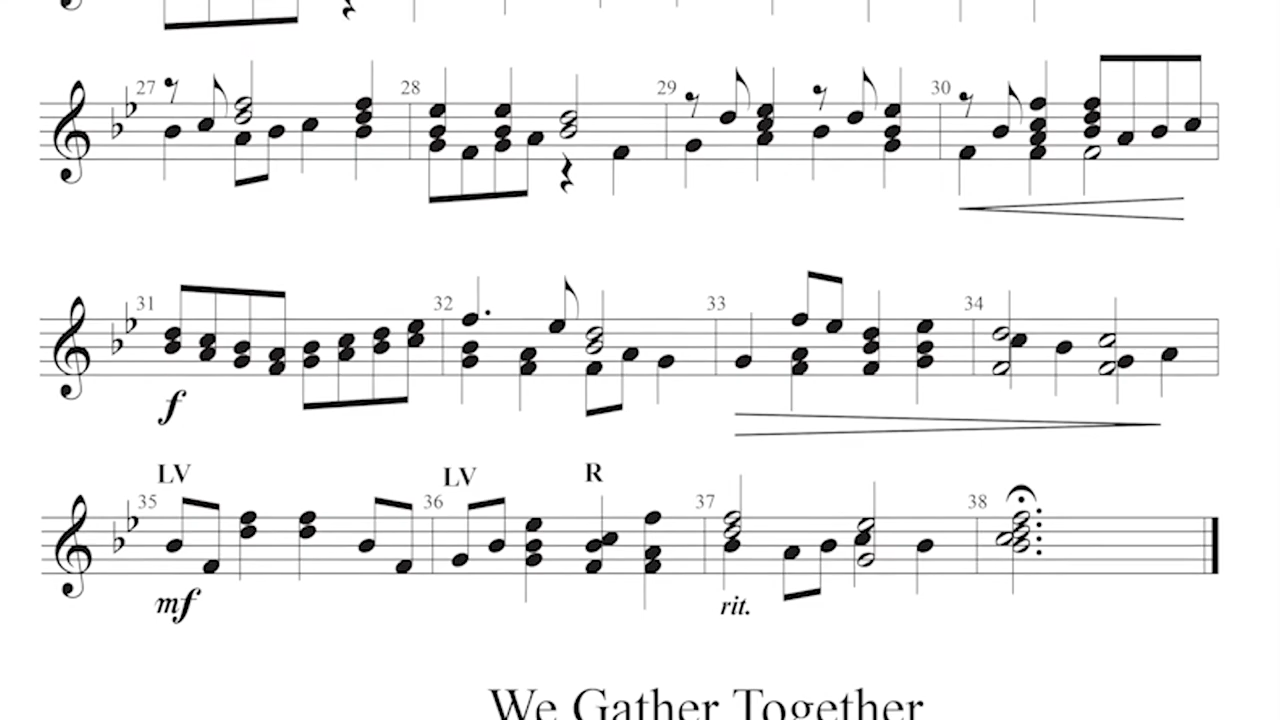 27 28 29 30
31 32 33 34
f
LV LV R
35 36 37 38
mf rit.
We Gather Together